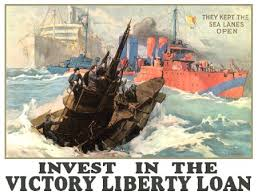 THEY KEPT THE
SEA LANES
OPEN
INVEST IN THE
VICTORY LIBERTY LOAN